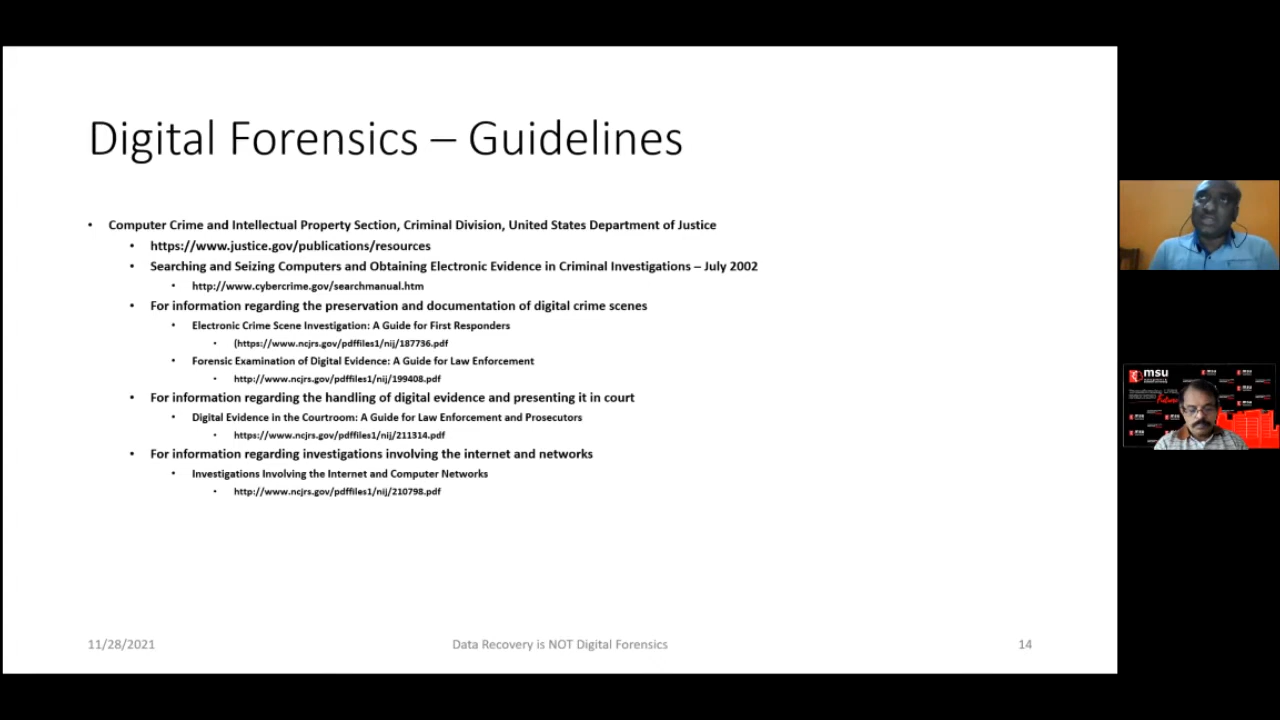 Digital Forensics – Guidelines
• Computer Crime and Intellectual Property Section, Criminal Division, United States Department of Justice
• https://www.justice.gov/publications/resources
• Searching and Seizing Computers and Obtaining Electronic Evidence in Criminal Investigations – July 2002
• http://www.cybercrime.gov/searchmanual.htm
• For information regarding the preservation and documentation of digital crime scenes
• Electronic Crime Scene Investigation: A Guide for First Responders
• (https://www.ncjrs.gov/pdffiles1/nij/187736.pdf
• Forensic Examination of Digital Evidence: A Guide for Law Enforcement
• http://www.ncjrs.gov/pdffiles1/nij/199408.pdf
• For information regarding the handling of digital evidence and presenting it in court
• Digital Evidence in the Courtroom: A Guide for Law Enforcement and Prosecutors
• https://www.ncjrs.gov/pdffiles1/nij/211314.pdf
• For information regarding investigations involving the internet and networks
• Investigations Involving the Internet and Computer Networks
• http://www.ncjrs.gov/pdffiles1/nij/210798.pdf
11/28/2021
Data Recovery is NOT Digital Forensics
14
msu